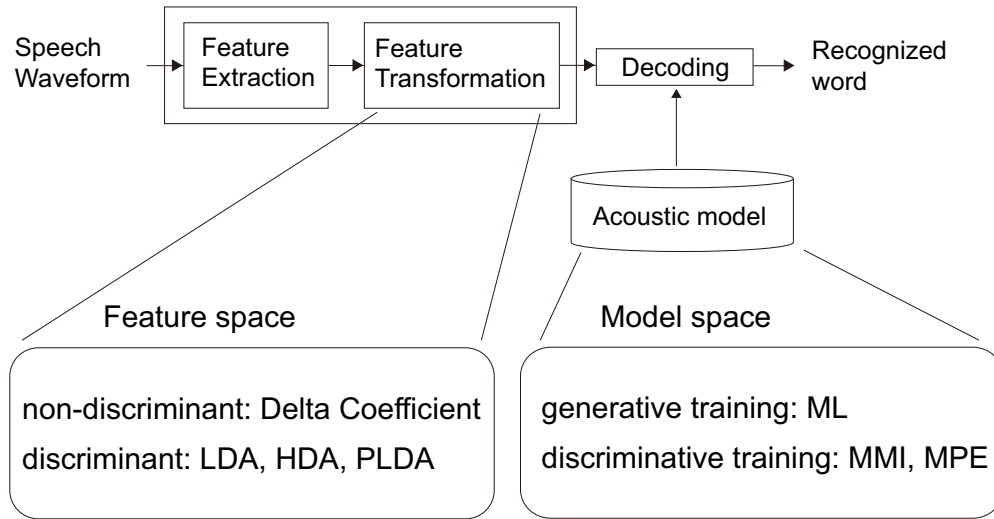 Speech
Waveform
Feature
Extraction
Feature
Transformation
Decoding
Recognized
word
Acoustic model
Feature space
non-discriminant: Delta Coefficient
discriminant: LDA, HDA, PLDA
Model space
generative training: ML
discriminative training: MMI, MPE